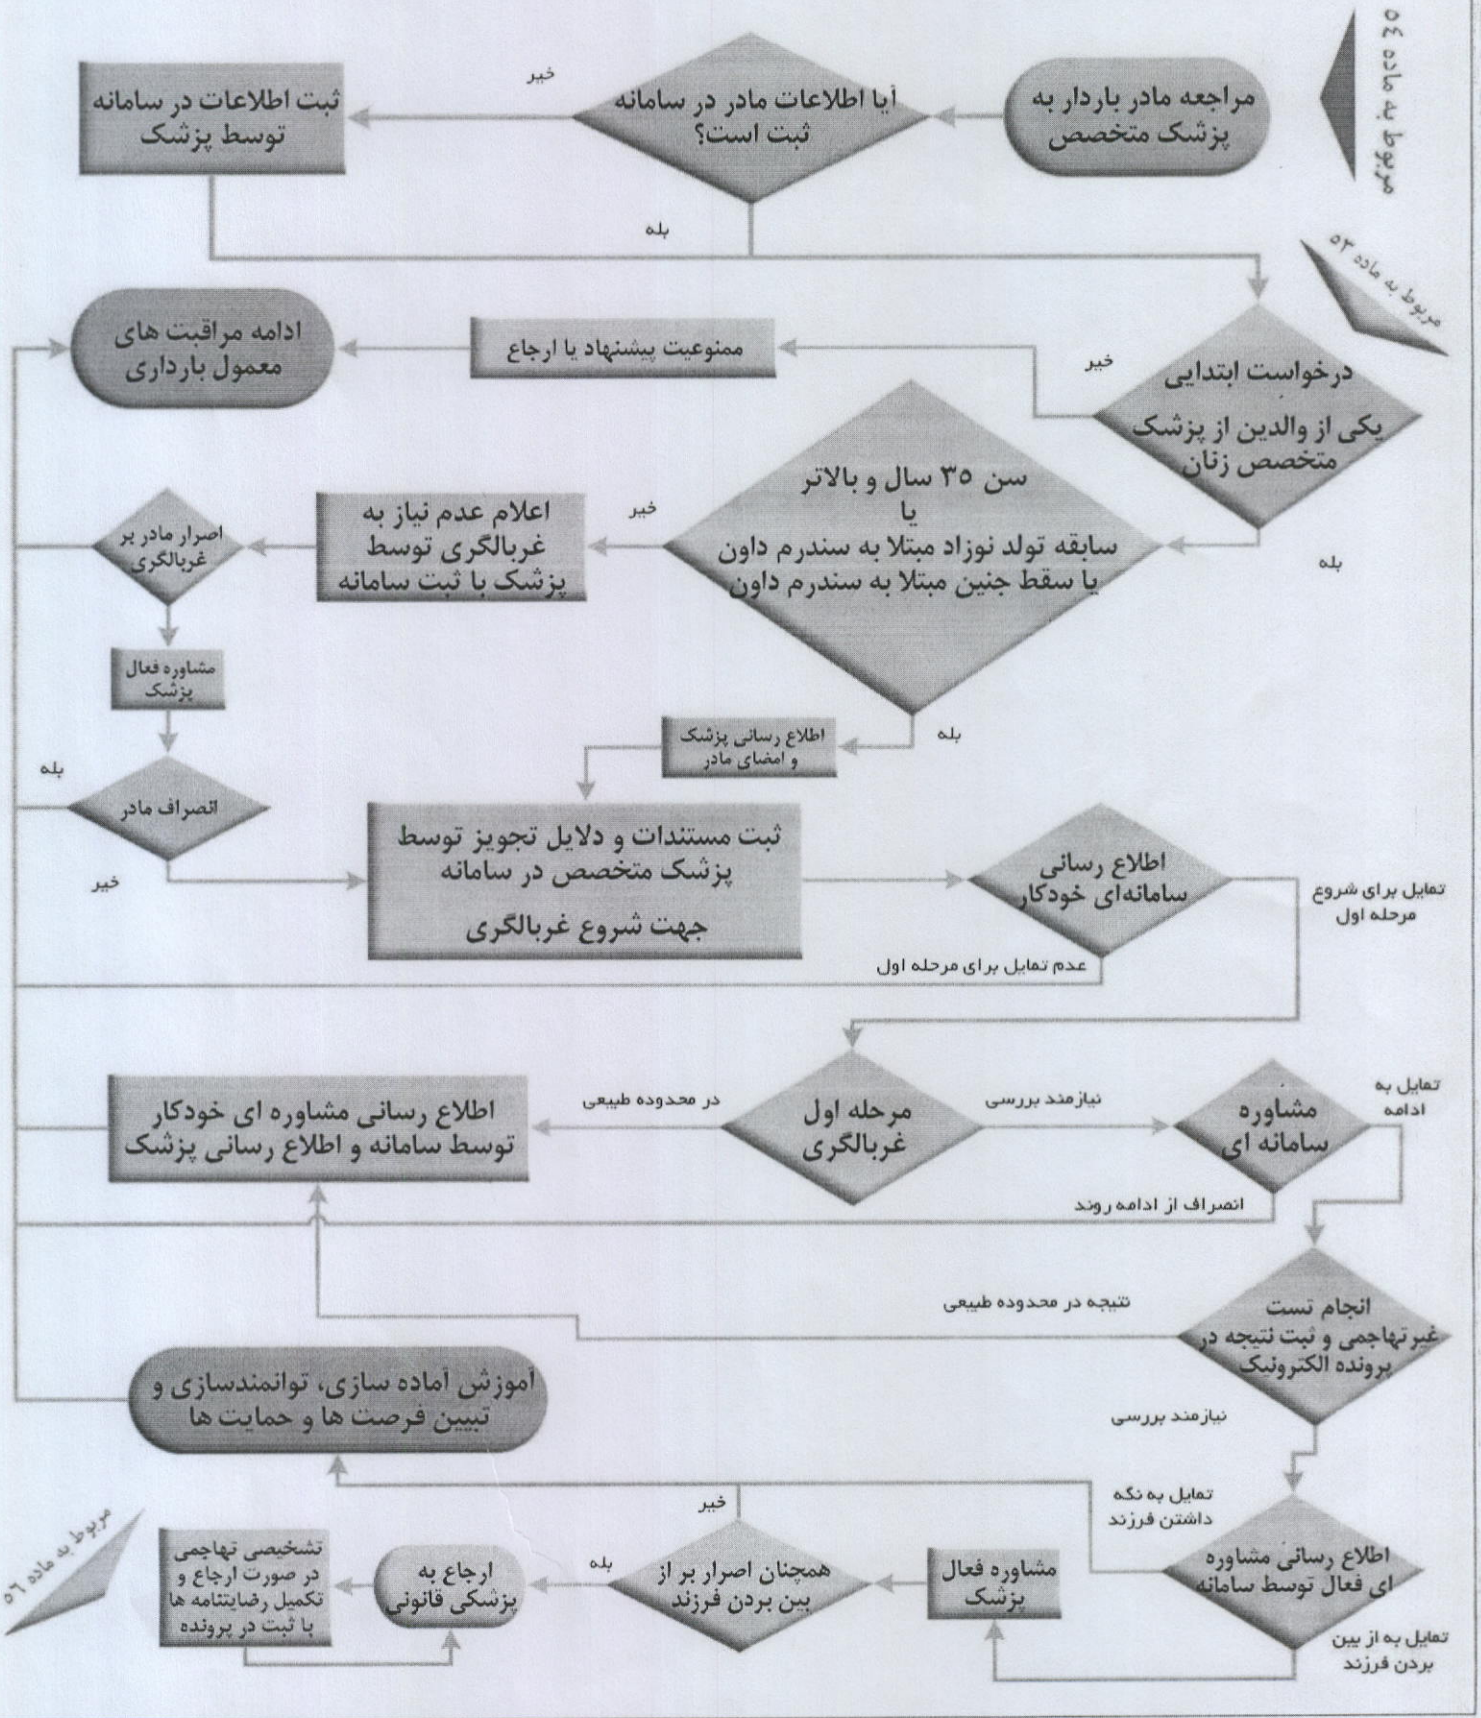 مربوط به ماده ٥٤
مراجعه مادر باردار به
پزشک متخصص
آیا اطلاعات مادر در سامانه
ثبت است؟
خیر
ثبت اطلاعات در سامانه
توسط پزشک
بله
مربوط به ماده ٥٣
درخواست ابتدایی
یکی از والدین از پزشک
متخصص زنان
خیر
ممنوعیت پیشنهاد یا ارجاع
ادامه مراقبت های
معمول بارداری
بله
سن ٣٥ سال و بالاتر
یا
سابقه تولد نوزاد مبتلا به سندرم داون
یا سقط جنین مبتلا به سندرم داون
خیر
اعلام عدم نیاز به
غربالگری توسط
پزشک با ثبت سامانه
اصرار مادر بر
غربالگری
مشاوره فعال
پزشک
بله
اطلاع رسانی پزشک
و امضای مادر
بله
انصراف مادر
خیر
ثبت مستندات و دلایل تجویز توسط
پزشک متخصص در سامانه
جهت شروع غربالگری
اطلاع رسانی
سامانه‌ای خودکار
تمایل برای شروع
مرحله اول
عدم تمایل برای مرحله اول
مرحله اول
غربالگری
در محدوده طبیعی
اطلاع رسانی مشاوره ای خودکار
توسط سامانه و اطلاع رسانی پزشک
نیازمند بررسی
مشاوره
سامانه ای
تمایل به
ادامه
انصراف از ادامه روند
انجام تست
غیرتهاجمی و ثبت نتیجه در
پرونده الکترونیک
نتیجه در محدوده طبیعی
نیازمند بررسی
آموزش آماده سازی، توانمندسازی و
تبیین فرصت ها و حمایت ها
تمایل به نگه
داشتن فرزند
اطلاع رسانی مشاوره
ای فعال توسط سامانه
تمایل به از بین
بردن فرزند
مشاوره فعال
پزشک
همچنان اصرار بر از
بین بردن فرزند
خیر
بله
ارجاع به
پزشکی قانونی
تشخیصی تهاجمی
در صورت ارجاع و
تکمیل رضایتنامه ها
با ثبت در پرونده
مربوط به ماده ٥٦